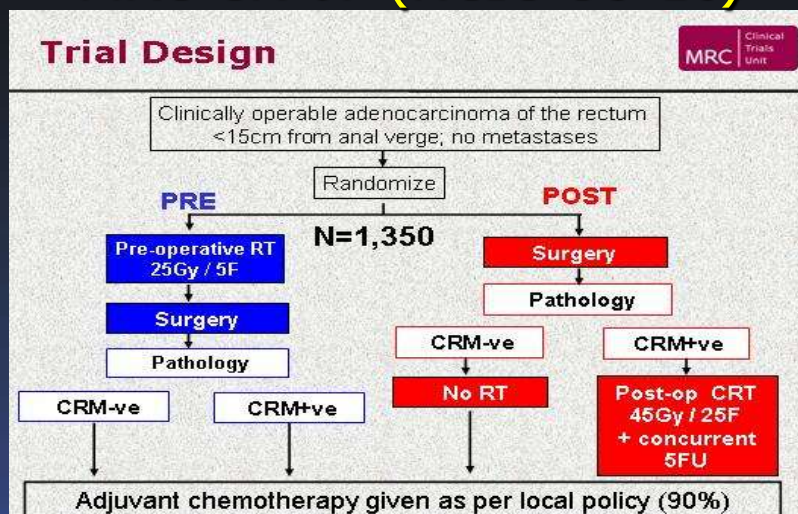 Trial Design
MRC
Clinical
Trials
Unit
Clinically operable adenocarcinoma of the rectum
<15cm from anal verge; no metastases
Randomize
PRE
POST
N=1,350
Pre-operative RT
25Gy / 5F
Surgery
Surgery
Pathology
Pathology
CRM-ve
CRM+ve
CRM-ve
CRM+ve
No RT
Post-op CRT
45Gy / 25F
+ concurrent
5FU
Adjuvant chemotherapy given as per local policy (90%)